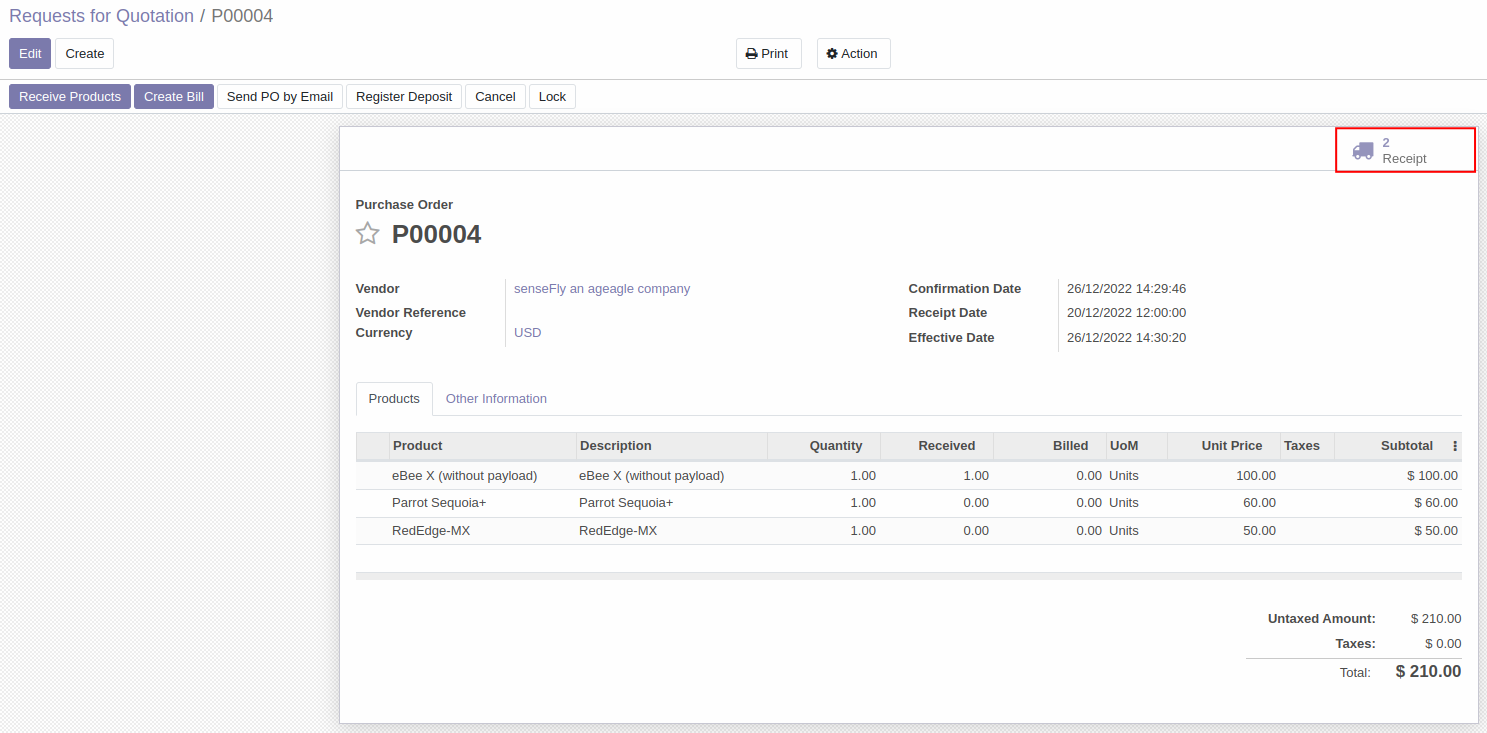 Requests for Quotation / P00004
Edit Create Print Action
Receive Products Create Bill Send PO by Email Register Deposit Cancel Lock
2
Receipt
Purchase Order
P00004
Vendor senseFly an ageagle company Confirmation Date 26/12/2022 14:29:46
Vendor Reference Receipt Date 20/12/2022 12:00:00
Currency USD Effective Date 26/12/2022 14:30:20
Products Other Information
Product Description Quantity Received Billed UoM Unit Price Taxes Subtotal
eBee X (without payload) eBee X (without payload) 1.00 1.00 0.00 Units 100.00 $ 100.00
Parrot Sequoia+ Parrot Sequoia+ 1.00 0.00 0.00 Units 60.00 $ 60.00
RedEdge-MX RedEdge-MX 1.00 0.00 0.00 Units 50.00 $ 50.00
Untaxed Amount: $ 210.00
Taxes: $ 0.00
Total: $ 210.00